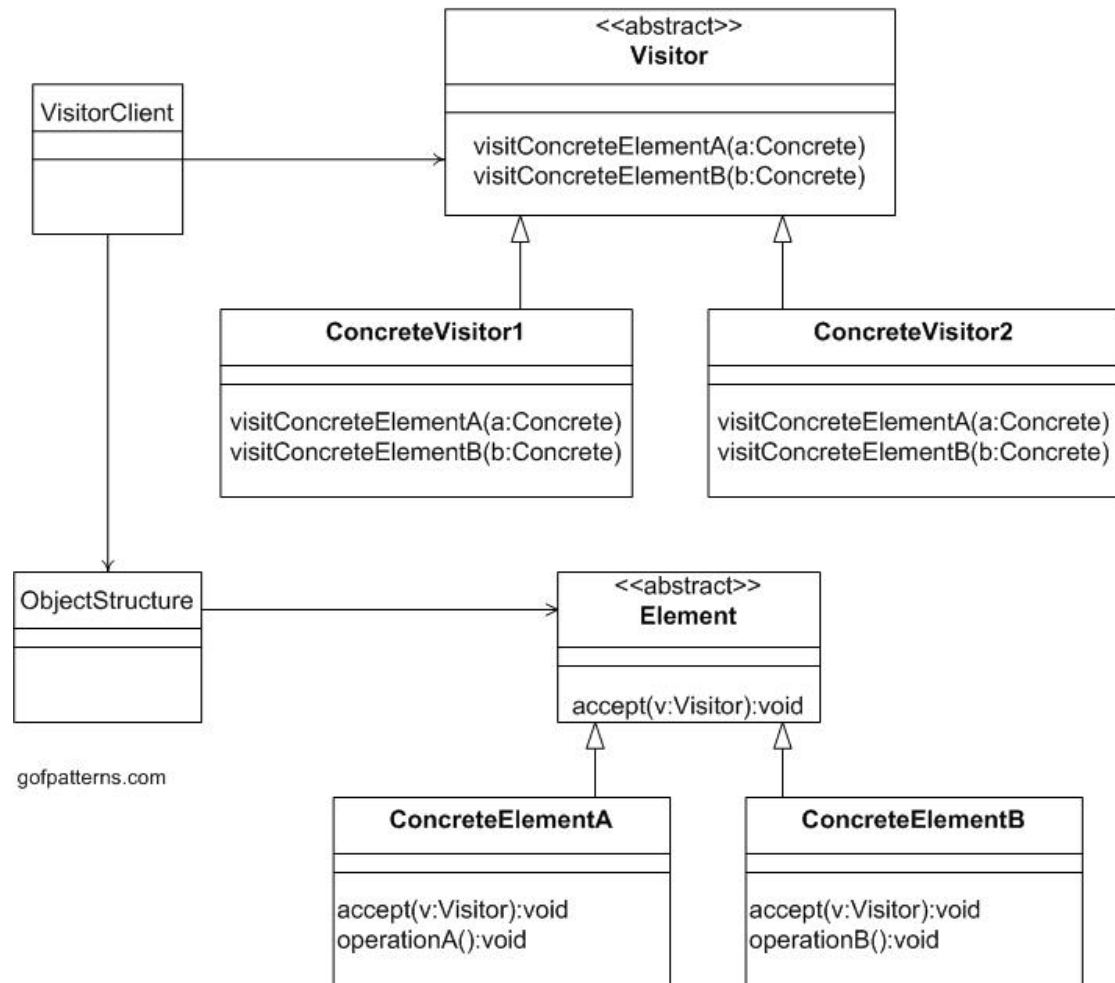 <<abstract>>
Visitor
visitConcreteElementA(a:Concrete)
visitConcreteElementB(b:Concrete)
VisitorClient
ConcreteVisitor1
visitConcreteElementA(a:Concrete)
visitConcreteElementB(b:Concrete)
ConcreteVisitor2
visitConcreteElementA(a:Concrete)
visitConcreteElementB(b:Concrete)
ObjectStructure
<<abstract>>
Element
accept(v:Visitor):void
gofpatterns.com
ConcreteElementA
accept(v:Visitor):void
operationA():void
ConcreteElementB
accept(v:Visitor):void
operationB():void